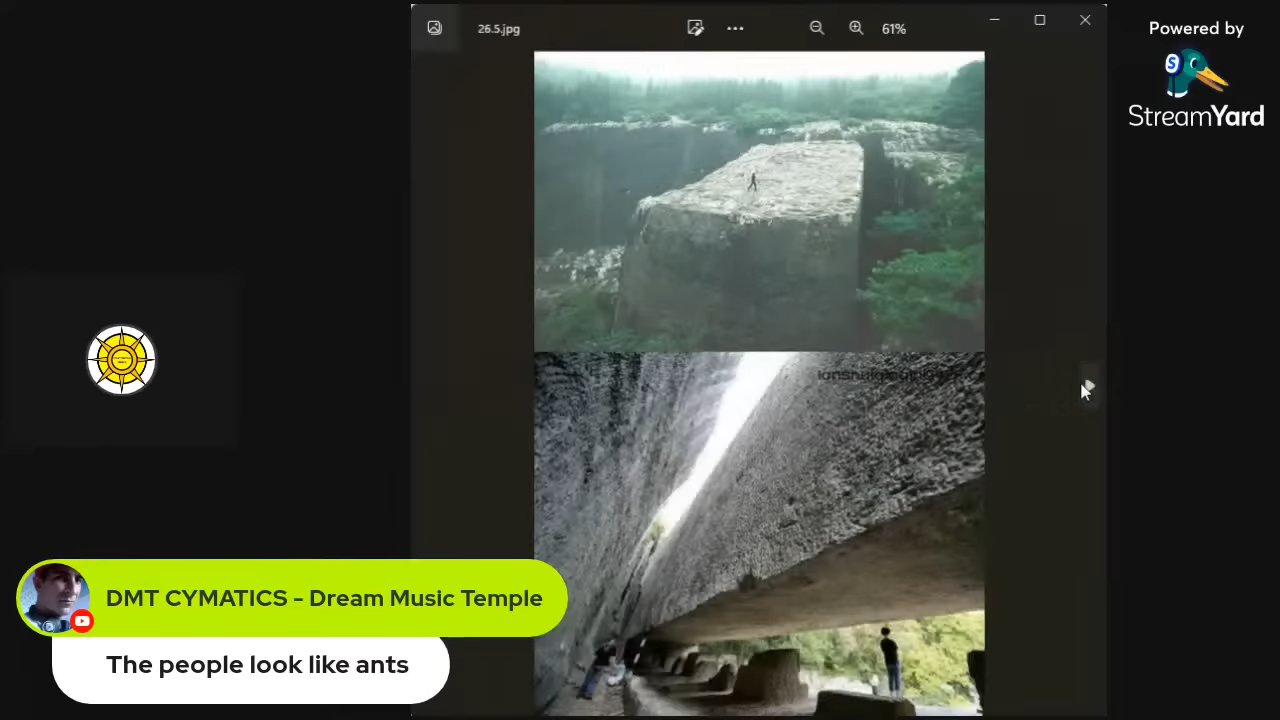 26.5.jpg
61%
Powered by
StreamYard
DMT CYMATICS - Dream Music Temple
The people look like ants